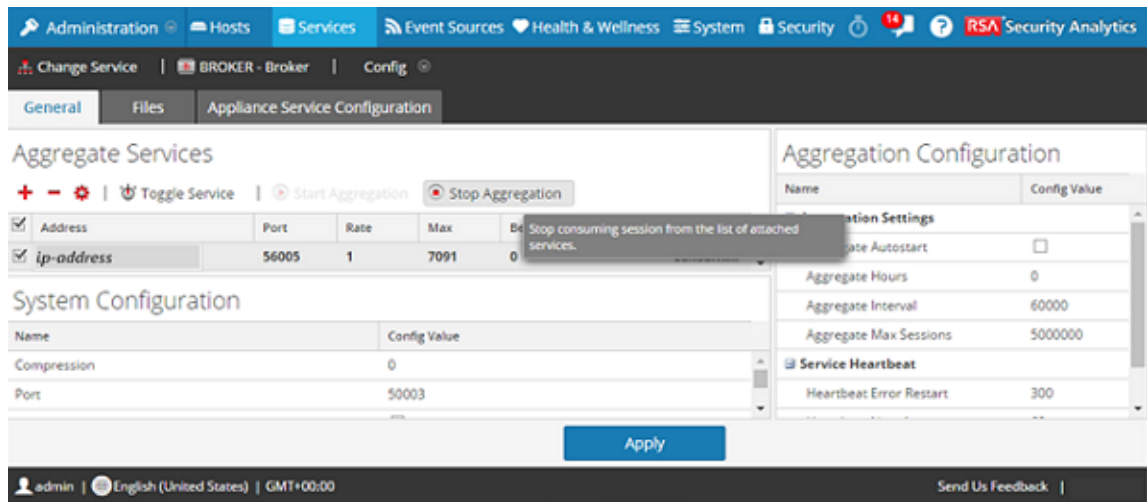 Administration Hosts Services Event Sources Health & Wellness System Security 14 ? RSA Security Analytics
Change Service | BROKER - Broker | Config
General Files Appliance Service Configuration
Aggregate Services
Toggle Service | Start Aggregation Stop Aggregation
Address Port Rate Max Be
Stop consuming session from the list of attached services.
ip-address 56005 1 7091 0
System Configuration
Name Config Value
Compression 0
Port 50003
Aggregation Configuration
Name Config Value
ation Settings
ate Autostart
Aggregate Hours 0
Aggregate Interval 60000
Aggregate Max Sessions 5000000
Service Heartbeat
Heartbeat Error Restart 300
Apply
admin | English (United States) | GMT+00:00 Send Us Feedback |